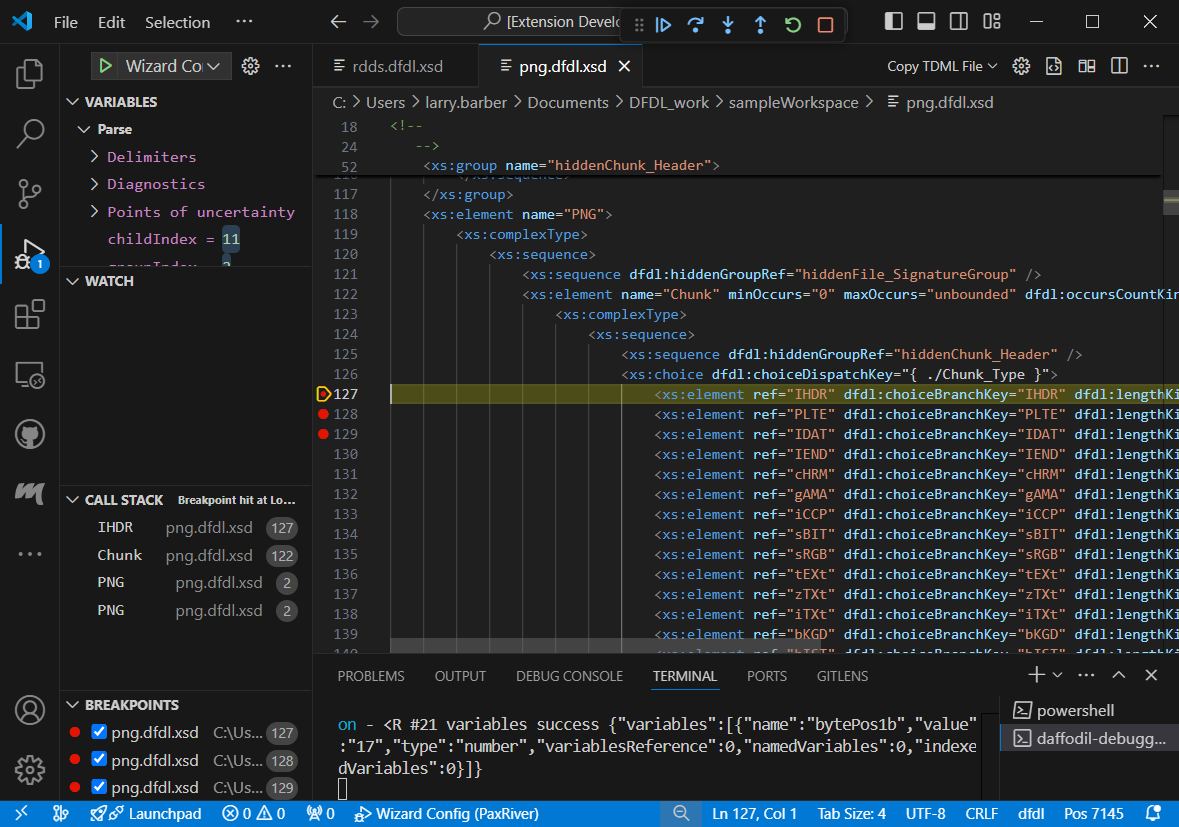 File Edit Selection ··· [Extension Develo
Wizard Co
rdds.dfdl.xsd png.dfdl.xsd Copy TDML File
C: > Users > larry.barber > Documents > DFDL_work > sampleWorkspace > png.dfdl.xsd
VARIABLES
Parse
Delimiters
Diagnostics
Points of uncertainty
childIndex = 11
WATCH
CALL STACK Breakpoint hit at Lo...
IHDR png.dfdl.xsd 127
Chunk png.dfdl.xsd 122
PNG png.dfdl.xsd 2
PNG png.dfdl.xsd 2
BREAKPOINTS
png.dfdl.xsd C:\Us... 127
png.dfdl.xsd C:\Us... 128
png.dfdl.xsd C:\Us... 129
18 <!--
24 -->
52 <xs:group name="hiddenChunk_Header">
117 </xs:group>
118 <xs:element name="PNG">
119 <xs:complexType>
120 <xs:sequence>
121 <xs:sequence dfdl:hiddenGroupRef="hiddenFile_SignatureGroup" />
122 <xs:element name="Chunk" minOccurs="0" maxOccurs="unbounded" dfdl:occursCountKin
123 <xs:complexType>
124 <xs:sequence>
125 <xs:sequence dfdl:hiddenGroupRef="hiddenChunk_Header" />
126 <xs:choice dfdl:choiceDispatchKey="{ ./Chunk_Type }">
127 <xs:element ref="IHDR" dfdl:choiceBranchKey="IHDR" dfdl:lengthKi
128 <xs:element ref="PLTE" dfdl:choiceBranchKey="PLTE" dfdl:lengthKi
129 <xs:element ref="IDAT" dfdl:choiceBranchKey="IDAT" dfdl:lengthKi
130 <xs:element ref="IEND" dfdl:choiceBranchKey="IEND" dfdl:lengthKi
131 <xs:element ref="cHRM" dfdl:choiceBranchKey="cHRM" dfdl:lengthKi
132 <xs:element ref="gAMA" dfdl:choiceBranchKey="gAMA" dfdl:lengthKi
133 <xs:element ref="iCCP" dfdl:choiceBranchKey="iCCP" dfdl:lengthKi
134 <xs:element ref="sBIT" dfdl:choiceBranchKey="sBIT" dfdl:lengthKi
135 <xs:element ref="sRGB" dfdl:choiceBranchKey="sRGB" dfdl:lengthKi
136 <xs:element ref="tEXt" dfdl:choiceBranchKey="tEXt" dfdl:lengthKi
137 <xs:element ref="zTXt" dfdl:choiceBranchKey="zTXt" dfdl:lengthKi
138 <xs:element ref="iTXt" dfdl:choiceBranchKey="iTXt" dfdl:lengthKi
139 <xs:element ref="bKGD" dfdl:choiceBranchKey="bKGD" dfdl:lengthKi
PROBLEMS OUTPUT DEBUG CONSOLE TERMINAL PORTS GITLENS
on - <R #21 variables success {"variables":[{"name":"bytePos1b","value"
:"17","type":"number","variablesReference":0,"namedVariables":0,"indexe
dVariables":0}]}
powershell
daffodil-debugg...
1
Launchpad 0 0 0 Wizard Config (PaxRiver) Ln 127, Col 1 Tab Size: 4 UTF-8 CRLF dfdl Pos 7145